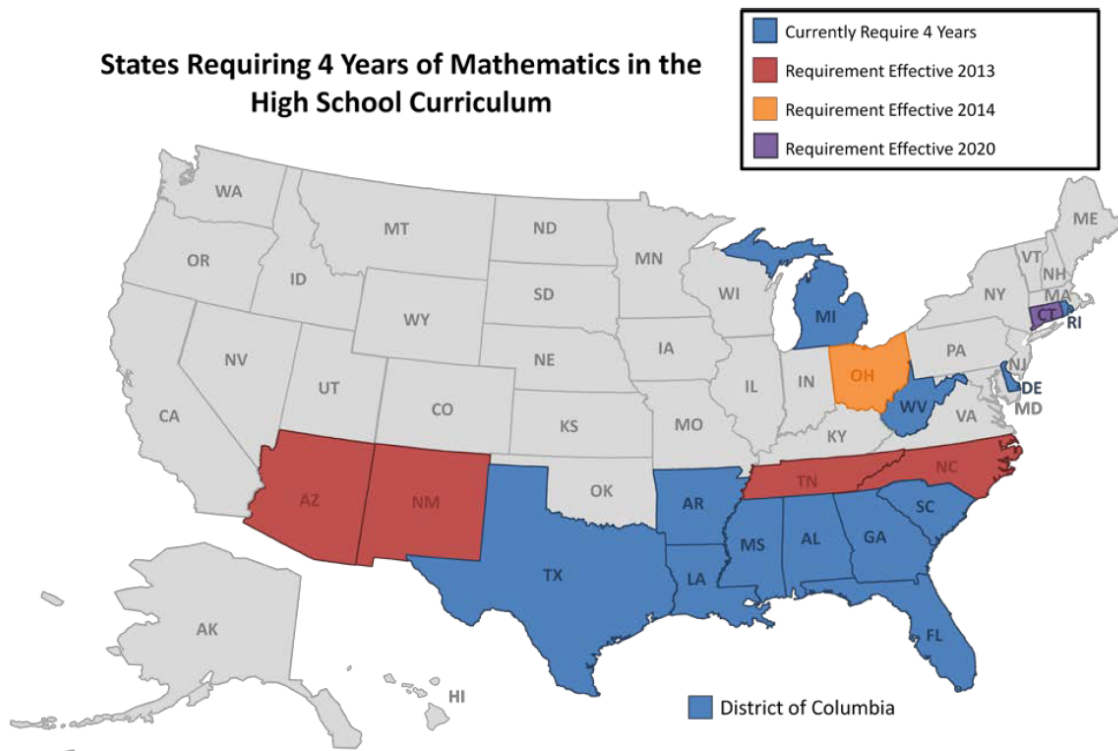 States Requiring 4 Years of Mathematics in the
High School Curriculum
Currently Require 4 Years
Requirement Effective 2013
Requirement Effective 2014
Requirement Effective 2020
WA
MT
ND
MN
ME
VT
NH
OR
ID
SD
WI
NY
MA
CT
RI
WY
MI
IA
PA
NJ
NE
NV
UT
CO
IL
IN
OH
DE
MD
CA
KS
MO
WV
VA
KY
AZ
NM
OK
TN
NC
AR
SC
TX
MS
AL
GA
LA
FL
AK
HI
District of Columbia